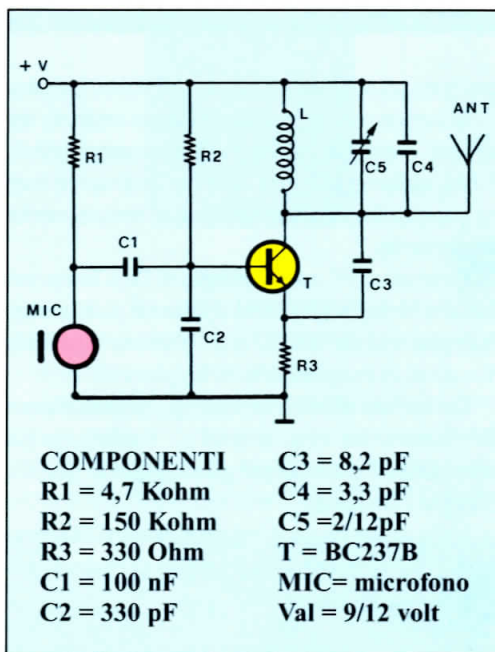 + V
ANT
L
R1
R2
C5
C4
C1
C3
T
MIC
C2
R3
COMPONENTI
R1 = 4,7 Kohm
R2 = 150 Kohm
R3 = 330 Ohm
C1 = 100 nF
C2 = 330 pF
C3 = 8,2 pF
C4 = 3,3 pF
C5 =2/12pF
T = BC237B
MIC= microfono
Val = 9/12 volt